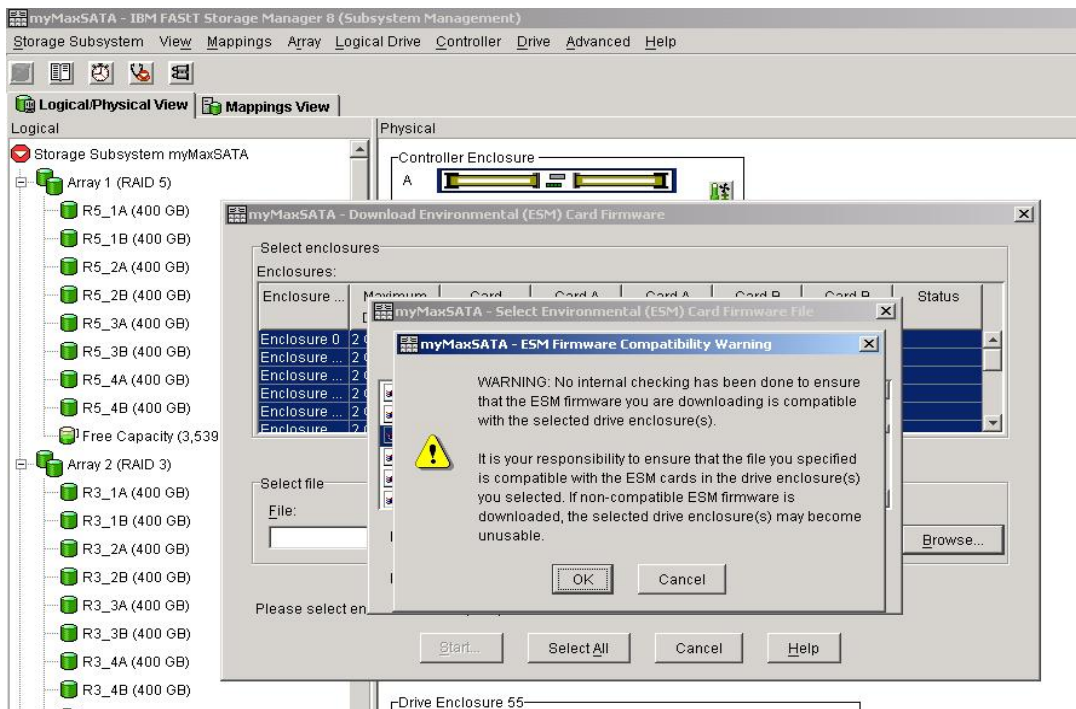 myMaxSATA - IBM FAStT Storage Manager 8 (Subsystem Management)
Storage Subsystem View Mappings Array Logical Drive Controller Drive Advanced Help
Logical/Physical View Mappings View
Logical
Physical
Storage Subsystem myMaxSATA
Array 1 (RAID 5)
R5_1A (400 GB)
R5_1B (400 GB)
R5_2A (400 GB)
R5_2B (400 GB)
R5_3A (400 GB)
R5_3B (400 GB)
R5_4A (400 GB)
R5_4B (400 GB)
Free Capacity (3,539
Array 2 (RAID 3)
R3_1A (400 GB)
R3_1B (400 GB)
R3_2A (400 GB)
R3_2B (400 GB)
R3_3A (400 GB)
R3_3B (400 GB)
R3_4A (400 GB)
R3_4B (400 GB)
Controller Enclosure
A
myMaxSATA - Download Environmental (ESM) Card Firmware
Select enclosures
Enclosures:
Enclosure ... Maximum Card Card A Card A Card B Card B Status
Enclosure 0 2
Enclosure ... 2
Enclosure ... 2
Enclosure ... 2
Enclosure ... 2
Enclosure 2
Select file
File:
Browse...
Please select en
Start... Select All Cancel Help
myMaxSATA - Select Environmental (ESM) Card Firmware File
myMaxSATA - ESM Firmware Compatibility Warning
WARNING: No internal checking has been done to ensure
that the ESM firmware you are downloading is compatible
with the selected drive enclosure(s).
It is your responsibility to ensure that the file you specified
is compatible with the ESM cards in the drive enclosure(s)
you selected. If non-compatible ESM firmware is
downloaded, the selected drive enclosure(s) may become
unusable.
OK Cancel
Drive Enclosure 55